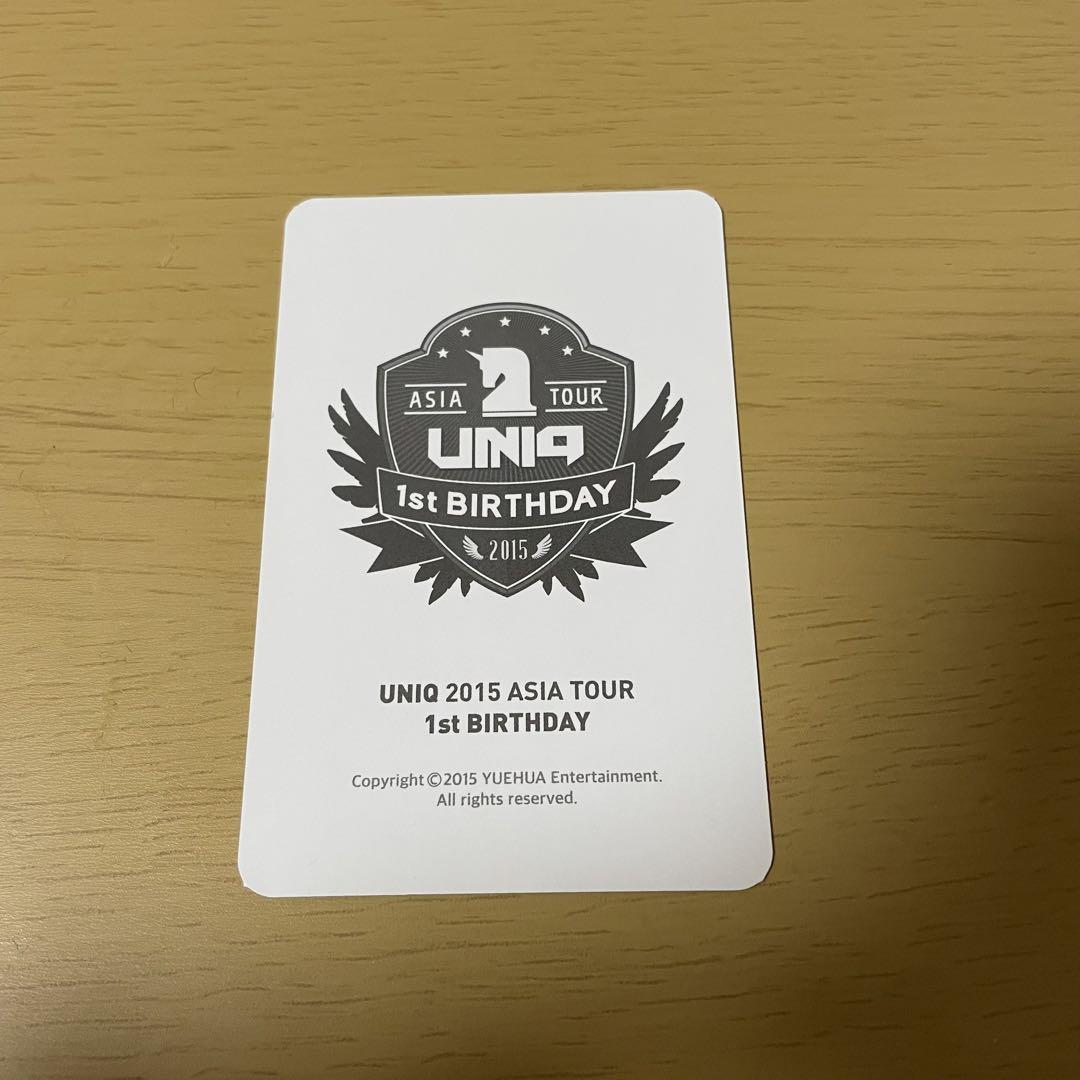 ASIA TOUR
UNIQ
1st BIRTHDAY
2015
UNIQ 2015 ASIA TOUR
1st BIRTHDAY
Copyright©2015 YUEHUA Entertainment.
All rights reserved.